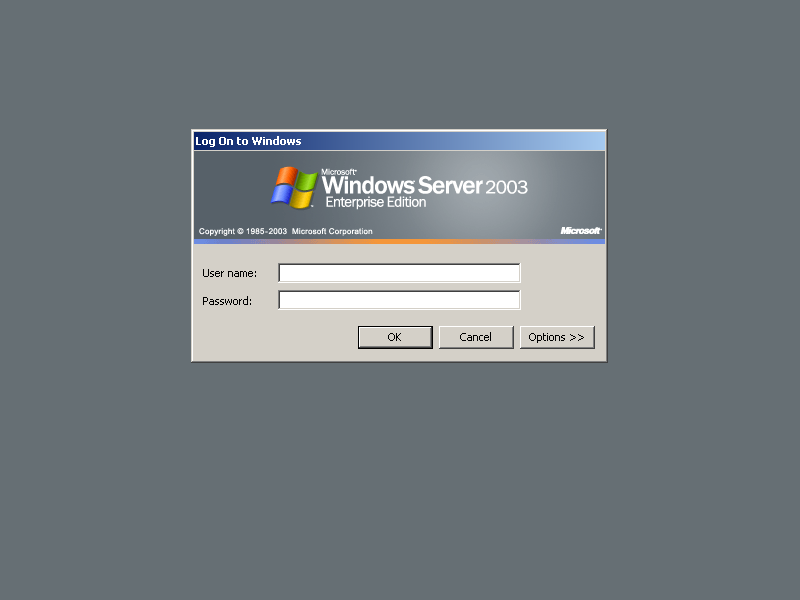 Log On to Windows
Microsoft®
Windows Server 2003
Enterprise Edition
Copyright © 1985-2003 Microsoft Corporation
Microsoft®
User name:
Password:
OK
Cancel
Options >>